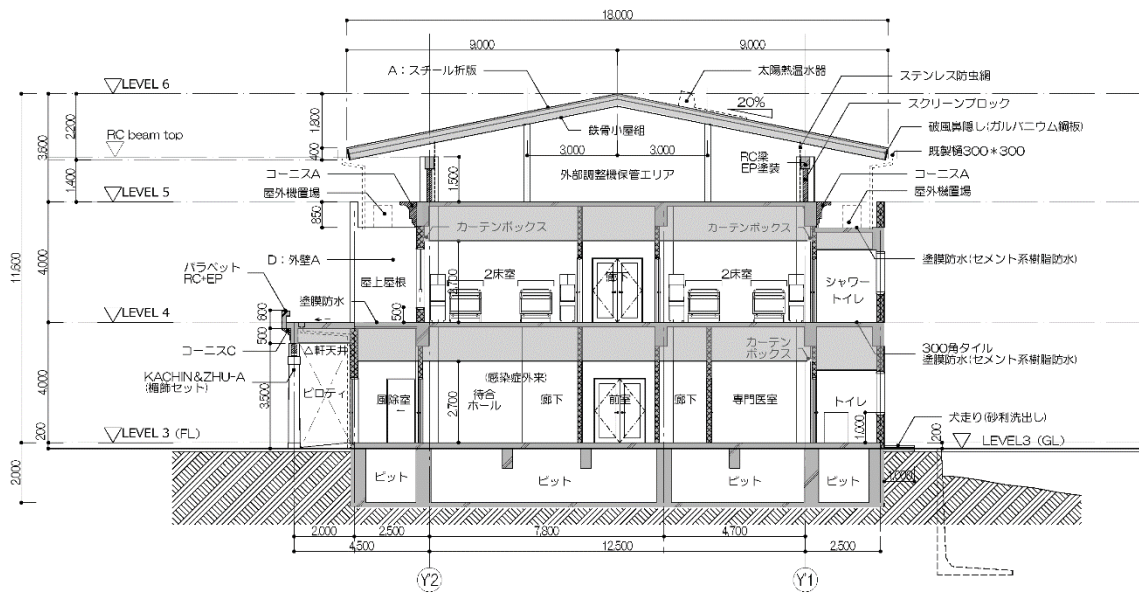 18.000
9.000
9.000
A：スチール折版
太陽熱温水器
ステンレス防虫網
LEVEL 6
20%
スクリーンブロック
鉄骨小屋組
破風鼻隠し:ガルバニウム鋼板)
RC beam top
3.000
3.000
RC梁
EP塗装
既製樋300＊300
外部調整機保管エリア
コーニスA
コーニスA
LEVEL 5
屋外機置場
屋外機置場
カーテンボックス
カーテンボックス
D：外壁A
パラペット
RC+EP
屋上屋根
2床室
廊下
2床室
シャワー
トイレ
塗膜防水(セメント系樹脂防水)
塗膜防水
LEVEL 4
コーニスC
△軒天井
カーテン
ボックス
300角タイル
塗膜防水(セメント系樹脂防水)
KACHIN&ZHU-A
(楣飾セット)
ピロティ
風除室
(感染症外来)
待合
ホール
廊下
前室
廊下
専門医室
トイレ
犬走り(砂利洗出し)
LEVEL 3 (FL)
LEVEL3 (GL)
ピット
ピット
ピット
ピット
11,600
3,600
2,200
1,400
1,800
400
1,500
850
4,000
2,700
500
600
500
4,000
3,500
2,700
1,000
200
200
2,000
1,000
2.000
2.500
7.800
4.700
4.500
12.500
2.500
Y'2
Y'1